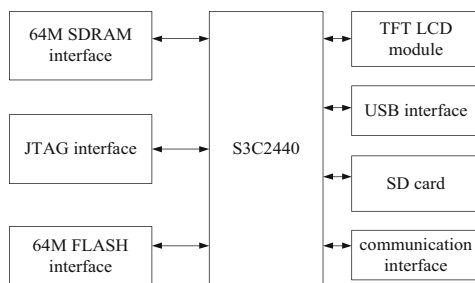 64M SDRAM
interface
JTAG interface
64M FLASH
interface
S3C2440
TFT LCD
module
USB interface
SD card
communication
interface